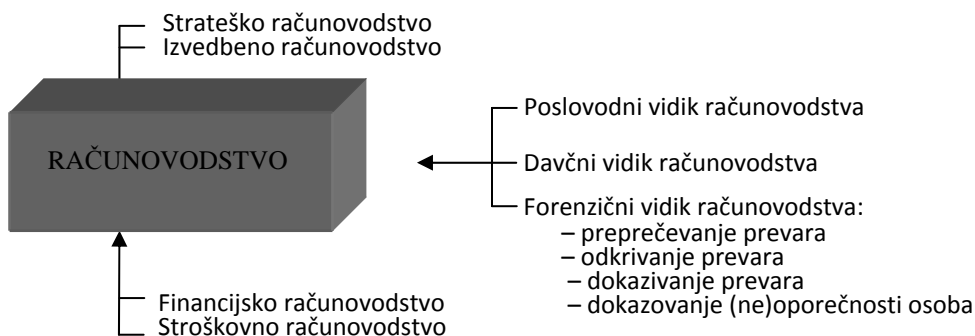 Strateško računovodstvo
Izvedbeno računovodstvo
RAČUNOVODSTVO
Poslovodni vidik računovodstva
Davčni vidik računovodstva
Forenzični vidik računovodstva:
– preprečevanje prevara
– odkrivanje prevara
– dokazivanje prevara
– dokazovanje (ne)oporečnosti osoba
Financijsko računovodstvo
Stroškovno računovodstvo